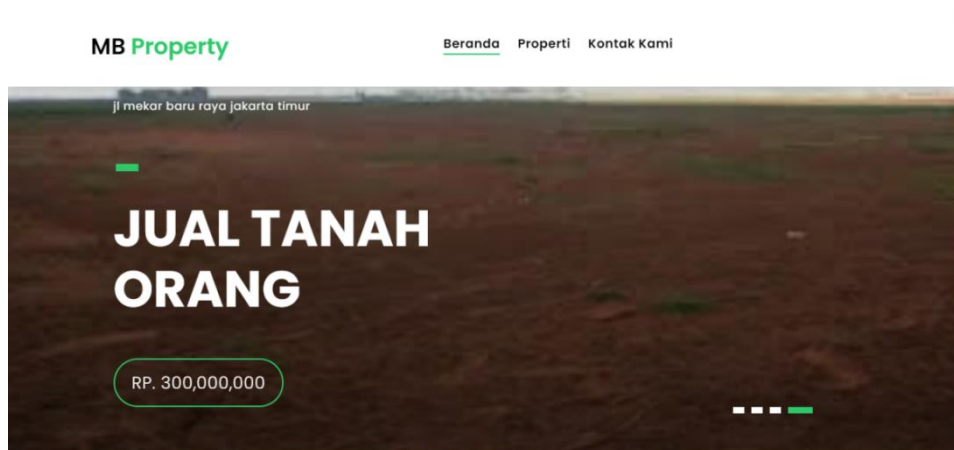 MB Property
Beranda Properti Kontak Kami
jl mekar baru raya jakarta timur
JUAL TANAH
ORANG
RP. 300,000,000